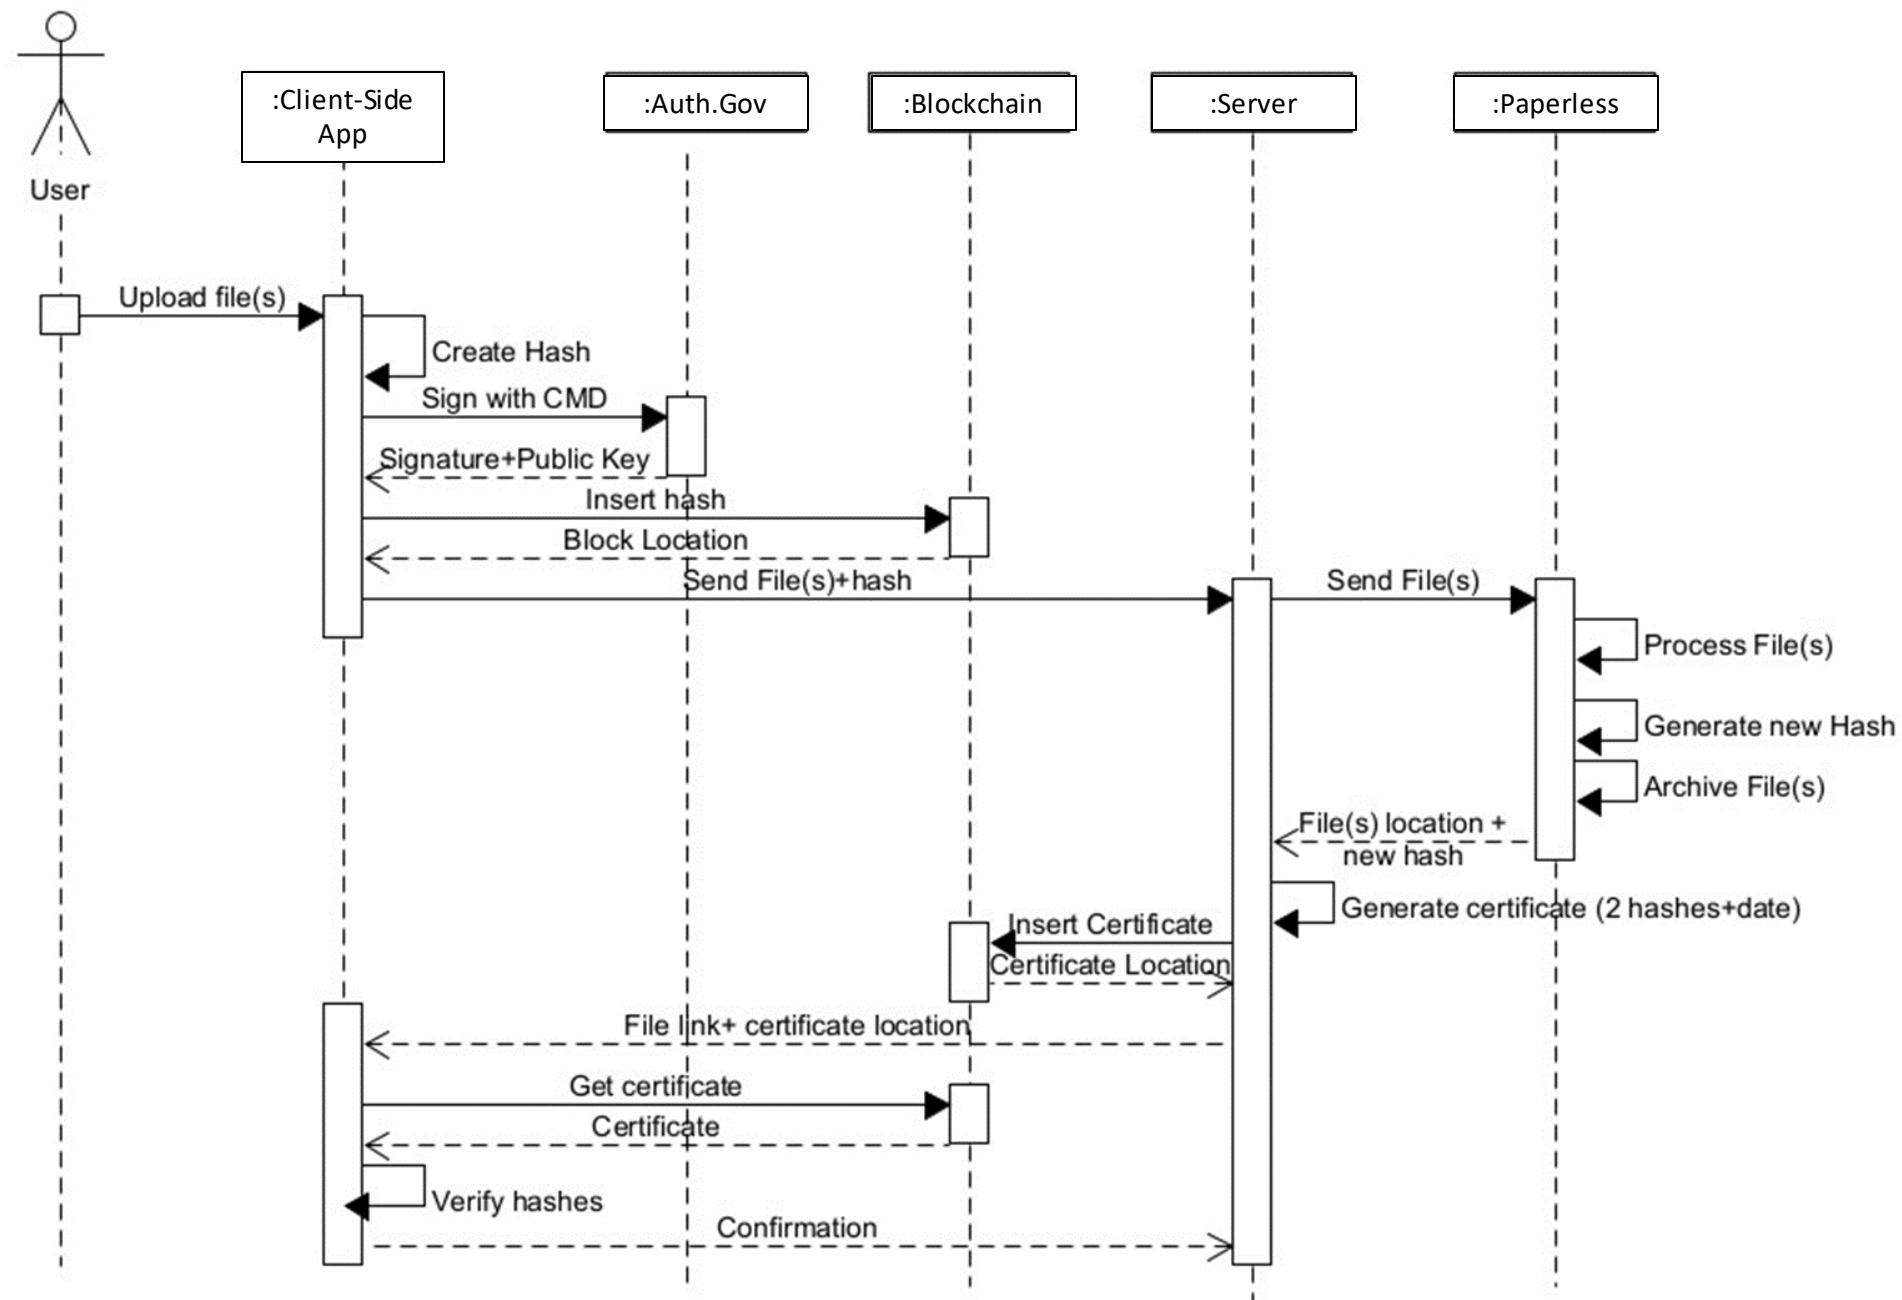 :Client-Side
App
:Auth.Gov
:Blockchain
:Server
:Paperless
User
Upload file(s)
Create Hash
Sign with CMD
Signature+Public Key
Insert hash
Block Location
Send File(s)+hash
Send File(s)
Process File(s)
Generate new Hash
Archive File(s)
File(s) location +
new hash
Generate certificate (2 hashes+date)
Insert Certificate
Certificate Location
File link+ certificate location
Get certificate
Certificate
Verify hashes
Confirmation